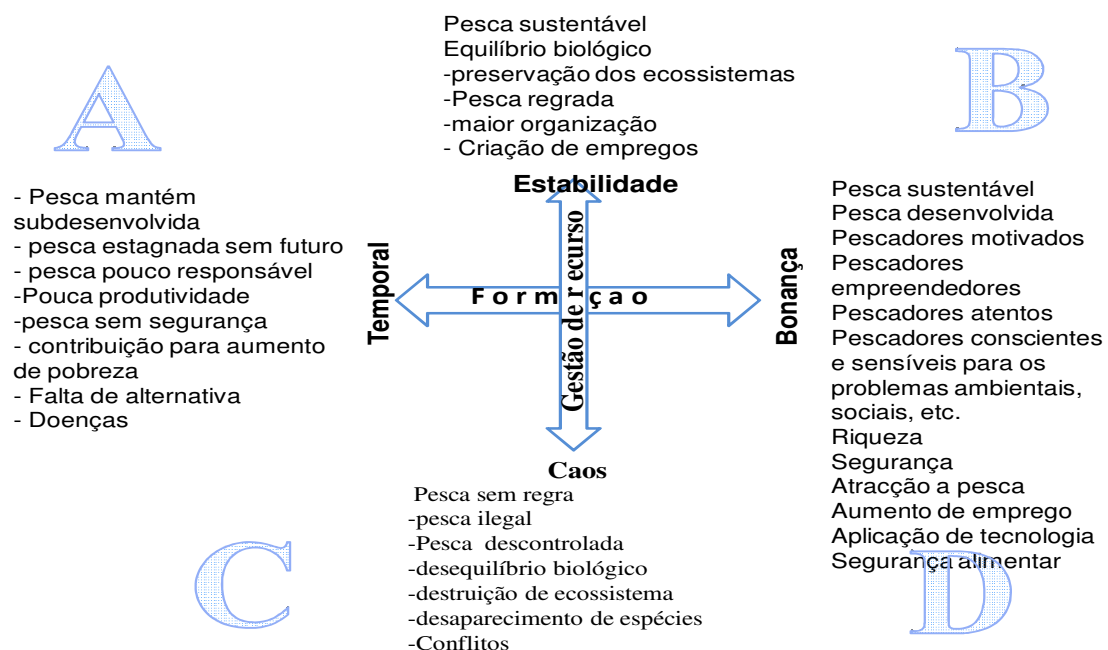 Pesca sustentável
Equilíbrio biológico
-preservação dos ecossistemas
-Pesca regrada
-maior organização
- Criação de empregos
A
B
Estabilidade
- Pesca mantém
subdesenvolvida
- pesca estagnada sem futuro
- pesca pouco responsável
-Pouca produtividade
-pesca sem segurança
- contribuição para aumento
de pobreza
- Falta de alternativa
- Doenças
Temporal
Formaçao
Gestão de r ecurso
Bonança
Pesca sustentável
Pesca desenvolvida
Pescadores motivados
Pescadores
empreendedores
Pescadores atentos
Pescadores conscientes
e sensíveis para os
problemas ambientais,
sociais, etc.
Riqueza
Segurança
Atracção a pesca
Aumento de emprego
Aplicação de tecnologia
Segurança alimentar
Caos
Pesca sem regra
-pesca ilegal
-Pesca descontrolada
-desequilíbrio biológico
-destruição de ecossistema
-desaparecimento de espécies
-Conflitos
C
D